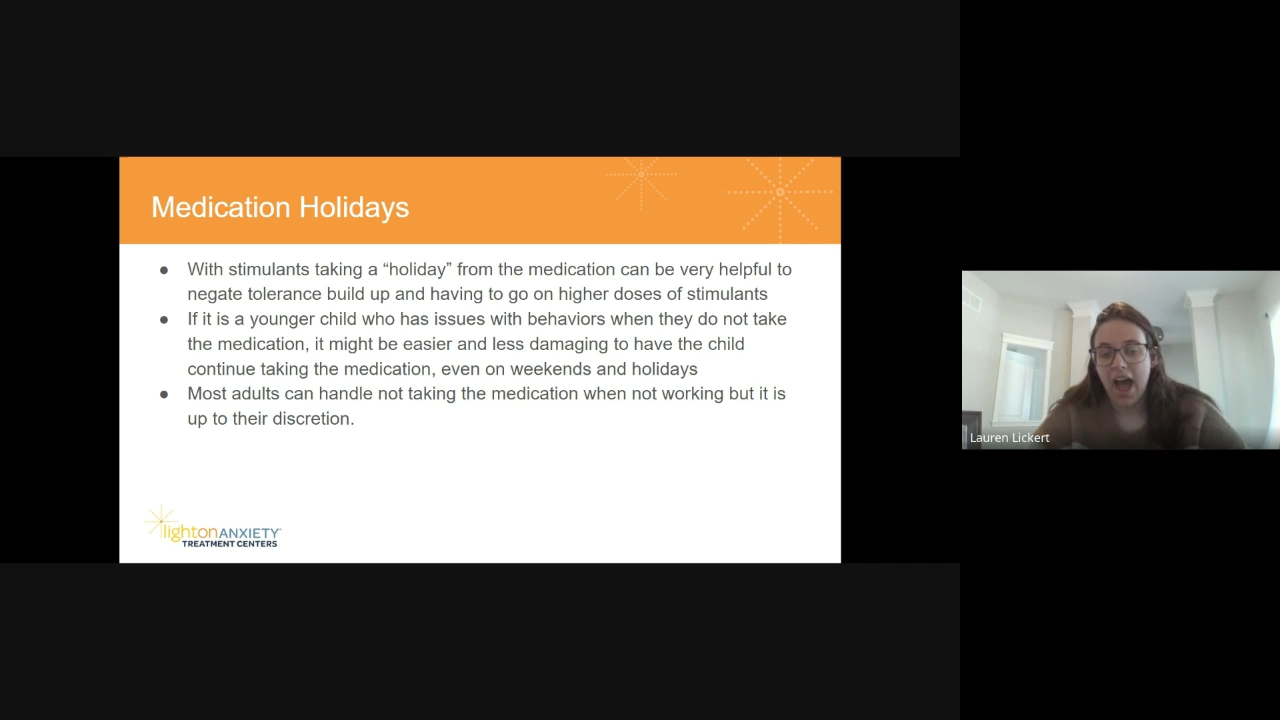 Medication Holidays
● With stimulants taking a “holiday” from the medication can be very helpful to
negate tolerance build up and having to go on higher doses of stimulants
● If it is a younger child who has issues with behaviors when they do not take
the medication, it might be easier and less damaging to have the child
continue taking the medication, even on weekends and holidays
● Most adults can handle not taking the medication when not working but it is
up to their discretion.
lightonANXIETY
TREATMENT CENTERS
Lauren Lickert